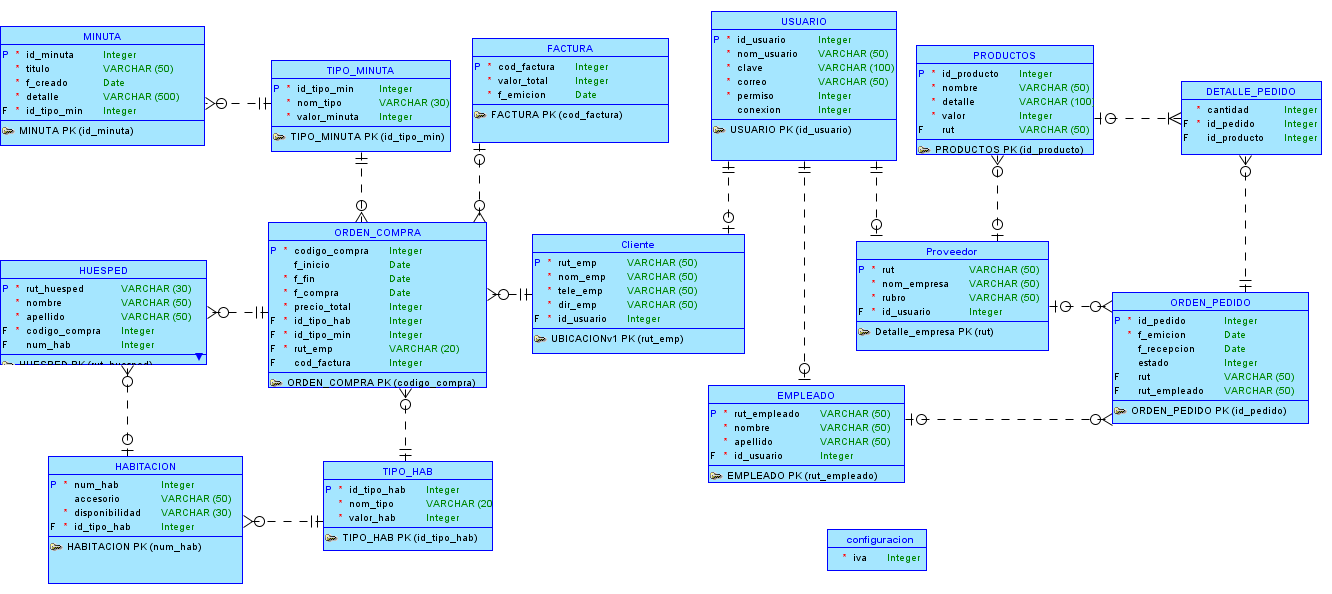 MINUTA
P * id_minuta Integer
* titulo VARCHAR (50)
* f_creado Date
* detalle VARCHAR (500)
F * id_tipo_min Integer
MINUTA PK (id_minuta)
TIPO_MINUTA
P * id_tipo_min Integer
* nom_tipo VARCHAR (30)
* valor_minuta Integer
TIPO_MINUTA PK (id_tipo_min)
FACTURA
P * cod_factura Integer
* valor_total Integer
* f_emicion Date
FACTURA PK (cod_factura)
USUARIO
P * id_usuario Integer
* nom_usuario VARCHAR (50)
* clave VARCHAR (100)
* correo VARCHAR (50)
* permiso Integer
conexion Integer
USUARIO PK (id_usuario)
PRODUCTOS
P * id_producto Integer
* nombre VARCHAR (50)
* detalle VARCHAR (100
* valor Integer
F rut VARCHAR (50)
PRODUCTOS PK (id_producto)
DETALLE_PEDIDO
* cantidad Integer
F * id_pedido Integer
F id_producto Integer
ORDEN_COMPRA
P * codigo_compra Integer
f_inicio Date
* f_fin Date
* f_compra Date
* precio_total Integer
F * id_tipo_hab Integer
F * id_tipo_min Integer
F * rut_emp VARCHAR (20)
F cod_factura Integer
ORDEN_COMPRA PK (codigo_compra)
Cliente
P * rut_emp VARCHAR (50)
* nom_emp VARCHAR (50)
* tele_emp VARCHAR (50)
* dir_emp VARCHAR (50)
F * id_usuario Integer
UBICACIONv1 PK (rut_emp)
Proveedor
P * rut VARCHAR (50)
* nom_empresa VARCHAR (50)
* rubro VARCHAR (50)
F * id_usuario Integer
Detalle_empresa PK (rut)
HUESPED
P * rut_huesped VARCHAR (30)
* nombre VARCHAR (50)
* apellido VARCHAR (50)
F * codigo_compra Integer
F num_hab Integer
HUESPED PK (rut_huesped)
ORDEN_PEDIDO
P * id_pedido Integer
* f_emicion Date
f_recepcion Date
estado Integer
F rut VARCHAR (50)
F rut_empleado VARCHAR (50)
ORDEN_PEDIDO PK (id_pedido)
EMPLEADO
P * rut_empleado VARCHAR (50)
* nombre VARCHAR (50)
* apellido VARCHAR (50)
F * id_usuario Integer
EMPLEADO PK (rut_empleado)
HABITACION
P * num_hab Integer
accesorio VARCHAR (50)
* disponibilidad VARCHAR (30)
F * id_tipo_hab Integer
HABITACION PK (num_hab)
TIPO_HAB
P * id_tipo_hab Integer
* nom_tipo VARCHAR (20
* valor_hab Integer
TIPO_HAB PK (id_tipo_hab)
configuracion
* iva Integer